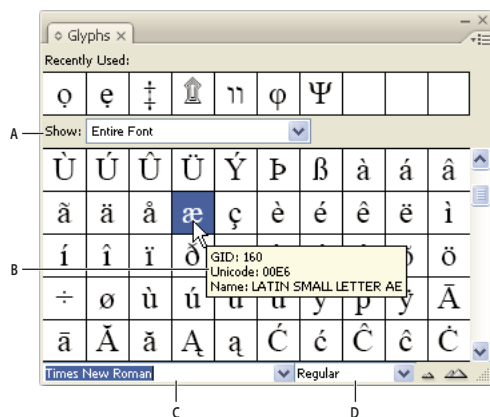 Glyphs ×
Recently Used:
ọ ẹ ‡ וו φ Ψ
A
Show: Entire Font
Ù Ú Û Ü Ý Þ ß à á â
ã ä å æ ç è é ê ë ì
í î ï ð ö
B
GID: 160
Unicode: 00E6
Name: LATIN SMALL LETTER AE
÷ ø ù ú û ü ý þ ÿ Ā
ā Ă ă Ą ą Ć ć Ĉ ĉ Ċ
Times New Roman Regular
C D